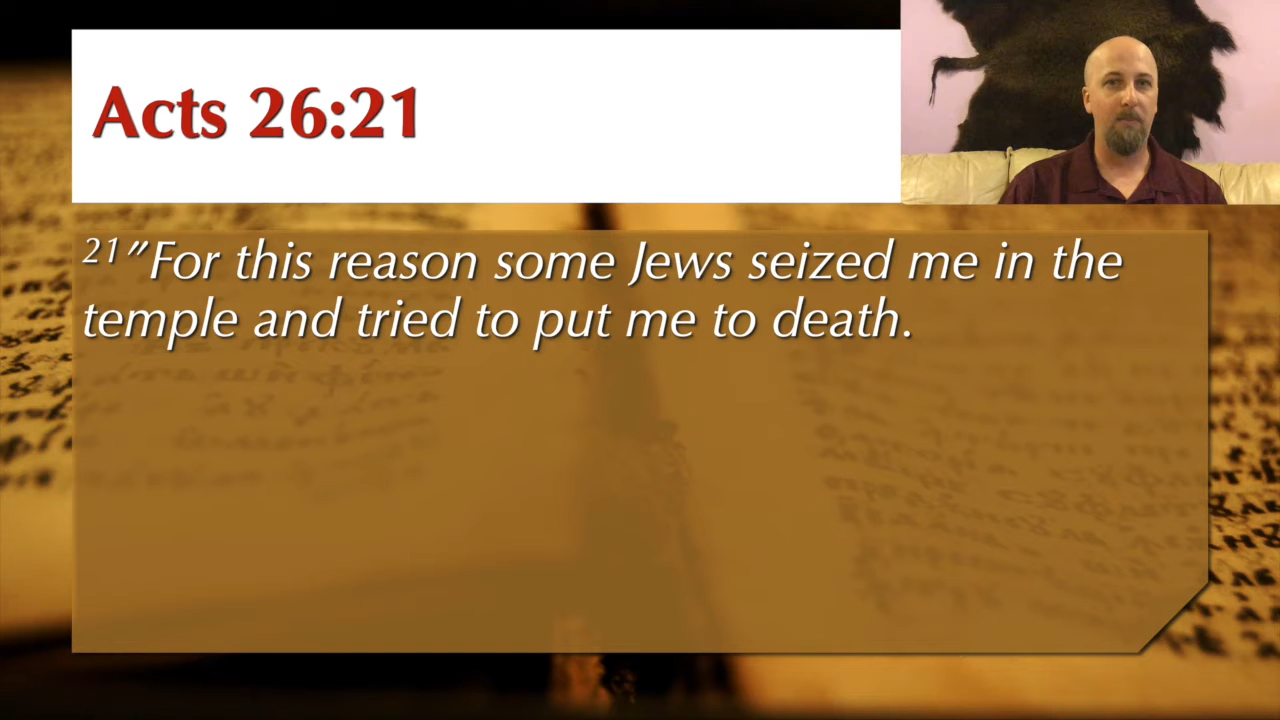 Acts 26:21
21"For this reason some Jews seized me in the
temple and tried to put me to death.